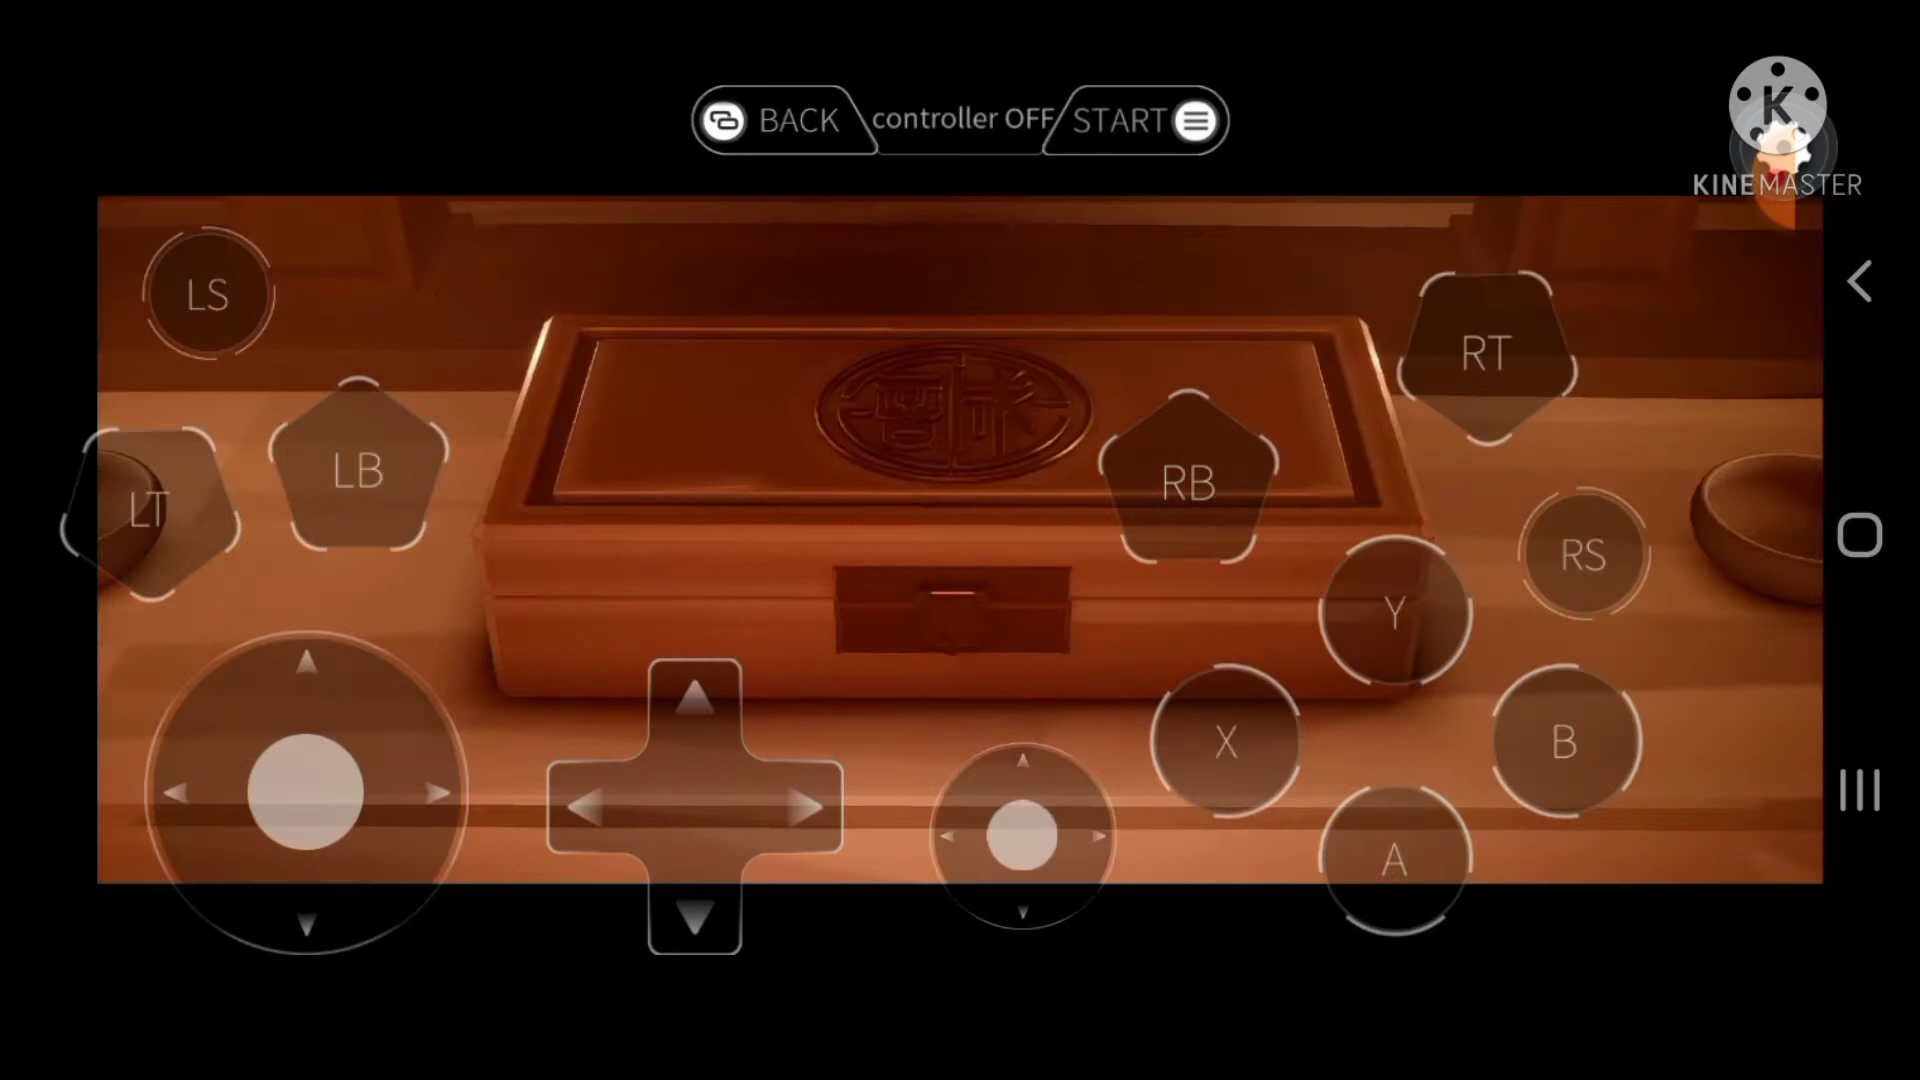 BACK controller OFF START
KINEMASTER
LS
RT
LB
LT
RB
RS
Y
X
B
A